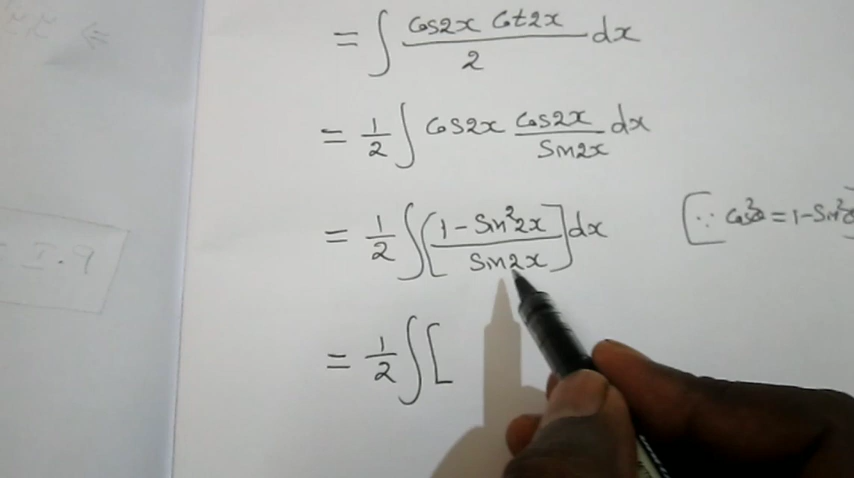 = ∫ Cos2x Cot2x / 2 dx
= 1/2 ∫ Cos2x Cos2x / Sin2x dx
= 1/2 ∫ [1 - Sin²2x / Sin2x] dx [∵ Cos²θ = 1 - Sin²θ]
= 1/2 ∫ [
= I.9